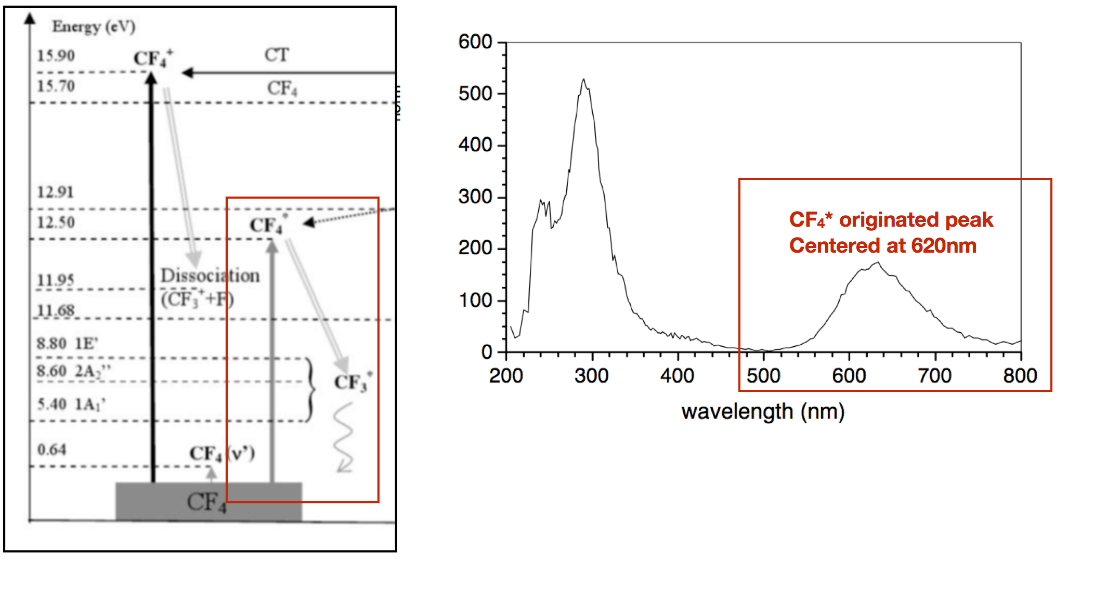 Energy (eV)
15.90
CF₄⁺
CT
15.70
CF₄
12.91
12.50
CF₄*
11.95
Dissociation
(CF₃⁺+F)
11.68
8.80 1E'
8.60 2A₂''
CF₃*
5.40 1A₁'
0.64
CF₄ (ν')
CF₄
600
500
400
300
200
100
0
CF₄* originated peak
Centered at 620nm
200 300 400 500 600 700 800
wavelength (nm)